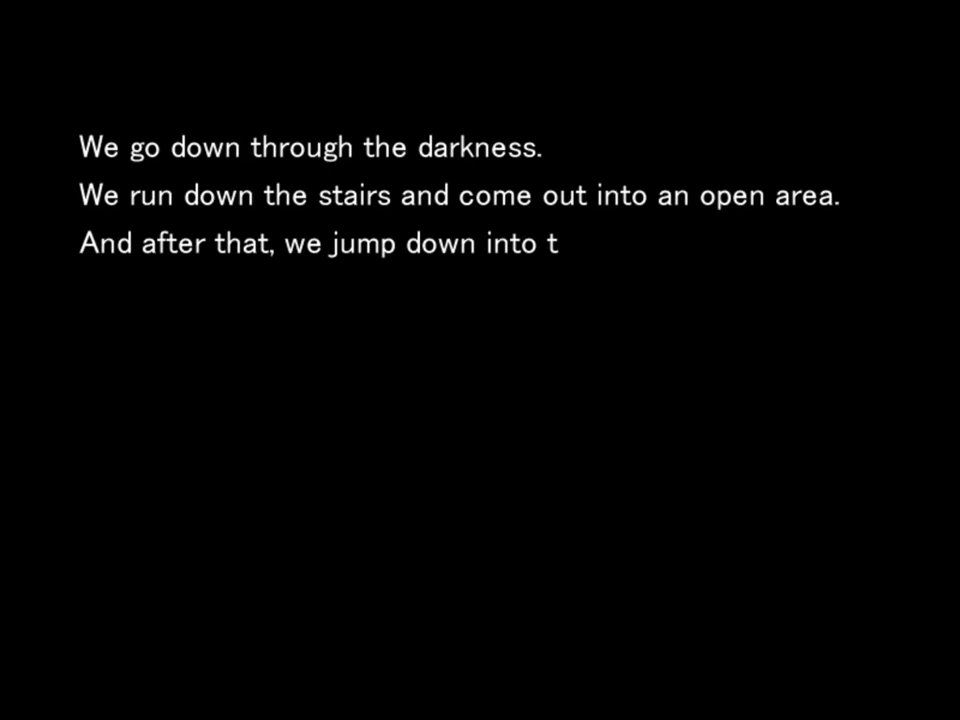 We go down through the darkness.
We run down the stairs and come out into an open area.
And after that, we jump down into t